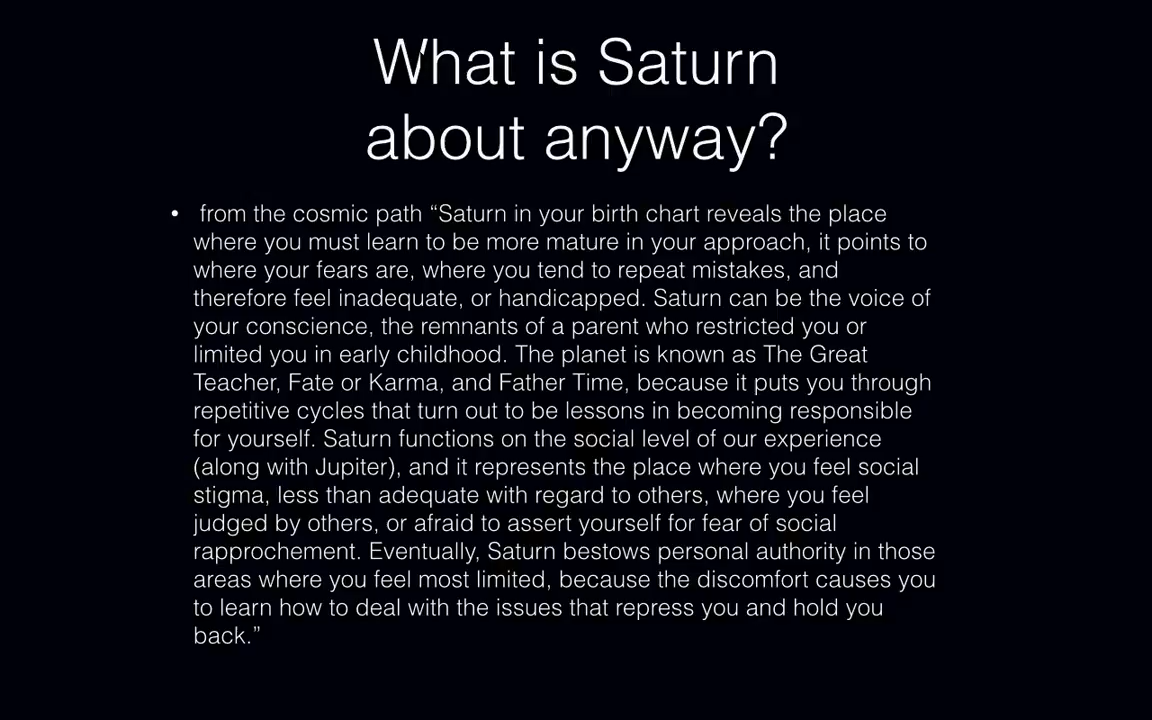 What is Saturn
about anyway?
• from the cosmic path “Saturn in your birth chart reveals the place
where you must learn to be more mature in your approach, it points to
where your fears are, where you tend to repeat mistakes, and
therefore feel inadequate, or handicapped. Saturn can be the voice of
your conscience, the remnants of a parent who restricted you or
limited you in early childhood. The planet is known as The Great
Teacher, Fate or Karma, and Father Time, because it puts you through
repetitive cycles that turn out to be lessons in becoming responsible
for yourself. Saturn functions on the social level of our experience
(along with Jupiter), and it represents the place where you feel social
stigma, less than adequate with regard to others, where you feel
judged by others, or afraid to assert yourself for fear of social
rapprochement. Eventually, Saturn bestows personal authority in those
areas where you feel most limited, because the discomfort causes you
to learn how to deal with the issues that repress you and hold you
back.”